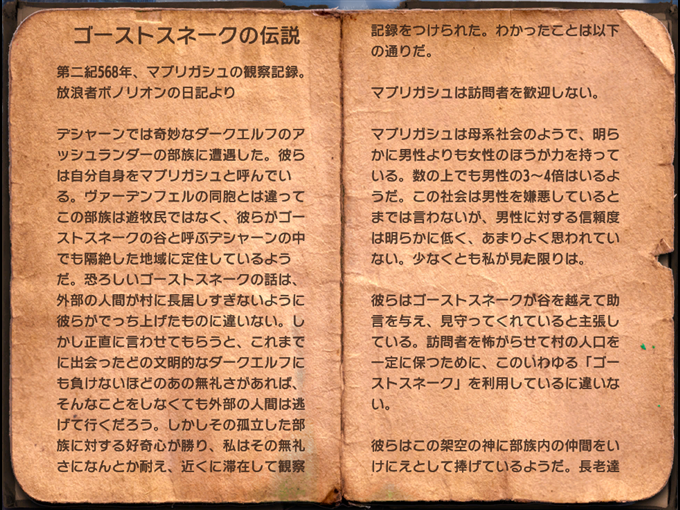 ゴーストスネークの伝説
第二紀568年、マブリガシュの観察記録。
放浪者ボノリオンの日記より
デシャーンでは奇妙なダークエルフのア
ッシュランダーの部族に遭遇した。彼ら
は自分自身をマブリガシュと呼んでい
る。ヴァーデンフェルの同胞とは違って
この部族は遊牧民ではなく、彼らがゴー
ストスネークの谷と呼ぶデシャーンの中
でも隔絶した地域に定住しているよう
だ。恐ろしいゴーストスネークの話は、
外部の人間が村に長居しすぎないように
彼らがでっち上げたものに違いない。し
かし正直に言わせてもらうと、これまで
に出会ったどの文明的なダークエルフに
も負けないほどのあの無礼さがあれば、
そんなことをしなくても外部の人間は逃
げて行くだろう。しかしその孤立した部
族に対する好奇心が勝り、私はその無礼
さになんとか耐え、近くに滞在して観察
記録をつけられた。わかったことは以下
の通りだ。
マブリガシュは訪問者を歓迎しない。
マブリガシュは母系社会のようで、明ら
かに男性よりも女性のほうが力を持って
いる。数の上でも男性の3～4倍はいるよ
うだ。この社会は男性を嫌悪していると
までは言わないが、男性に対する信頼度
は明らかに低く、あまりよく思われてい
ない。少なくとも私が見た限りは。
彼らはゴーストスネークが谷を越えて助
言を与え、見守ってくれていると主張し
ている。訪問者を怖がらせて村の人口を
一定に保つために、このいわゆる「ゴー
ストスネーク」を利用しているに違いな
い。
彼らはこの架空の神に部族内の仲間をい
けにえとして捧げているようだ。長老達